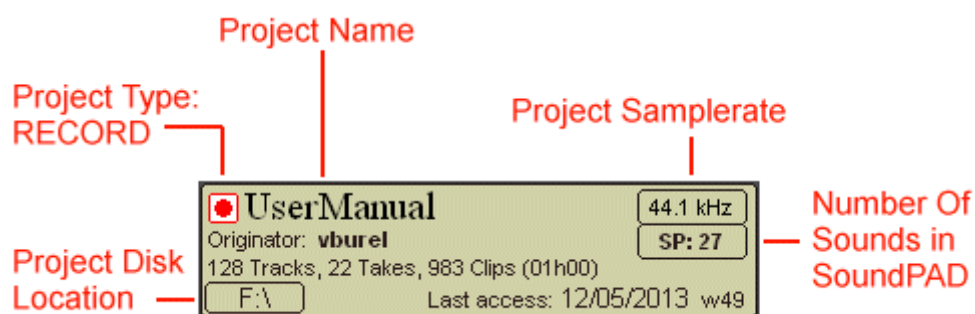 Project Name
Project Type:
RECORD
Project Samplerate
UserManual
44.1 kHz
Originator: vburel
SP: 27
Number Of
Sounds in
SoundPAD
128 Tracks, 22 Takes, 983 Clips (01h00)
Project Disk
Location
F:\
Last access: 12/05/2013 w49